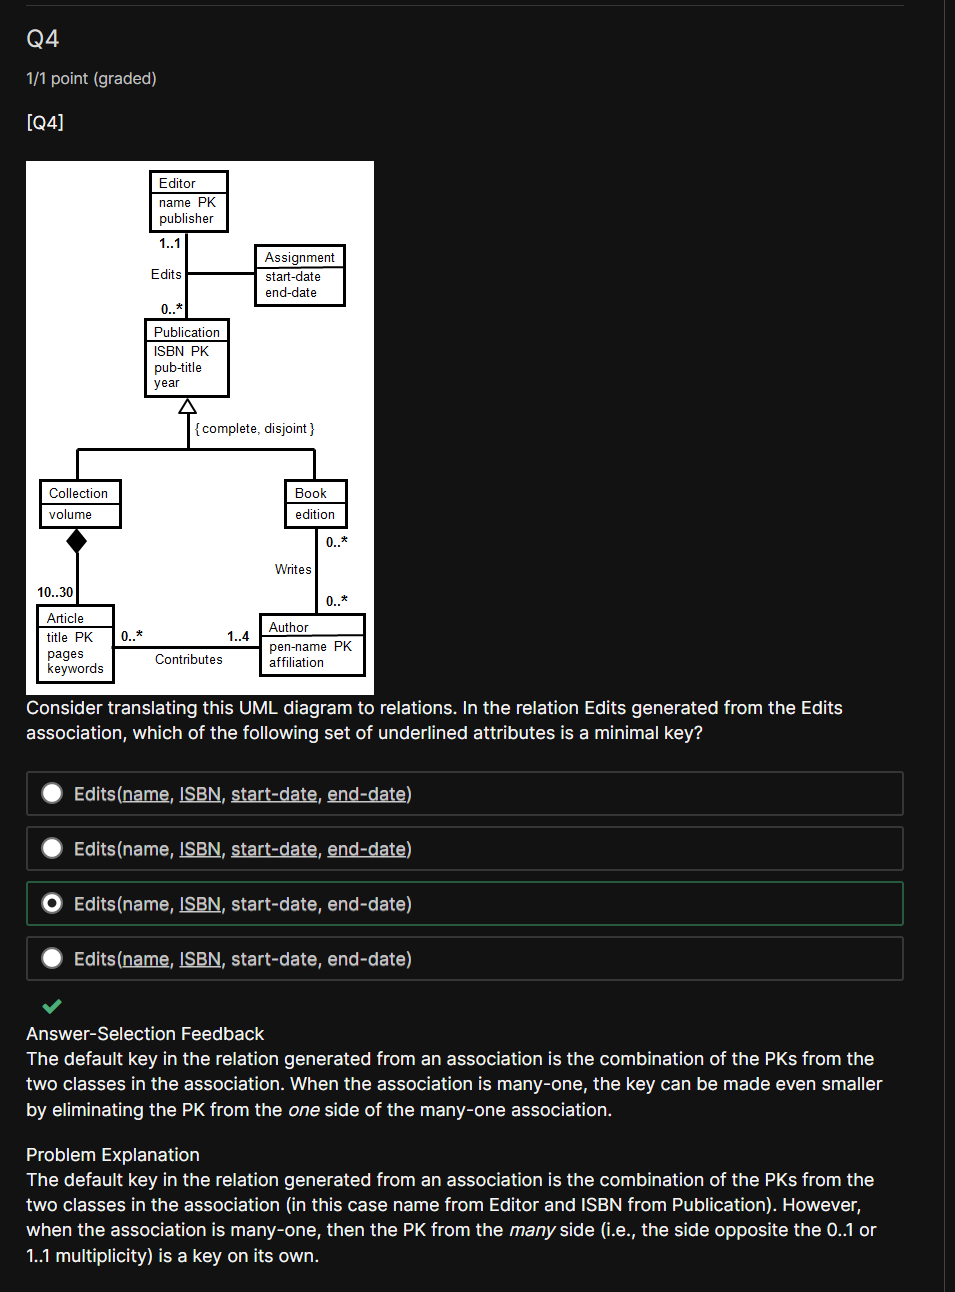 Q4
1/1 point (graded)
[Q4]
Editor
name PK
publisher
1..1
Assignment
start-date
end-date
Edits
0..*
Publication
ISBN PK
pub-title
year
{ complete, disjoint }
Collection
volume
Book
edition
0..*
Writes
0..*
10..30
Article
title PK
pages
keywords
0..*
1..4
Contributes
Author
pen-name PK
affiliation
Consider translating this UML diagram to relations. In the relation Edits generated from the Edits
association, which of the following set of underlined attributes is a minimal key?
Edits(name, ISBN, start-date, end-date)
Edits(name, ISBN, start-date, end-date)
Edits(name, ISBN, start-date, end-date)
Edits(name, ISBN, start-date, end-date)
Answer-Selection Feedback
The default key in the relation generated from an association is the combination of the PKs from the
two classes in the association. When the association is many-one, the key can be made even smaller
by eliminating the PK from the one side of the many-one association.
Problem Explanation
The default key in the relation generated from an association is the combination of the PKs from the
two classes in the association (in this case name from Editor and ISBN from Publication). However,
when the association is many-one, then the PK from the many side (i.e., the side opposite the 0..1 or
1..1 multiplicity) is a key on its own.